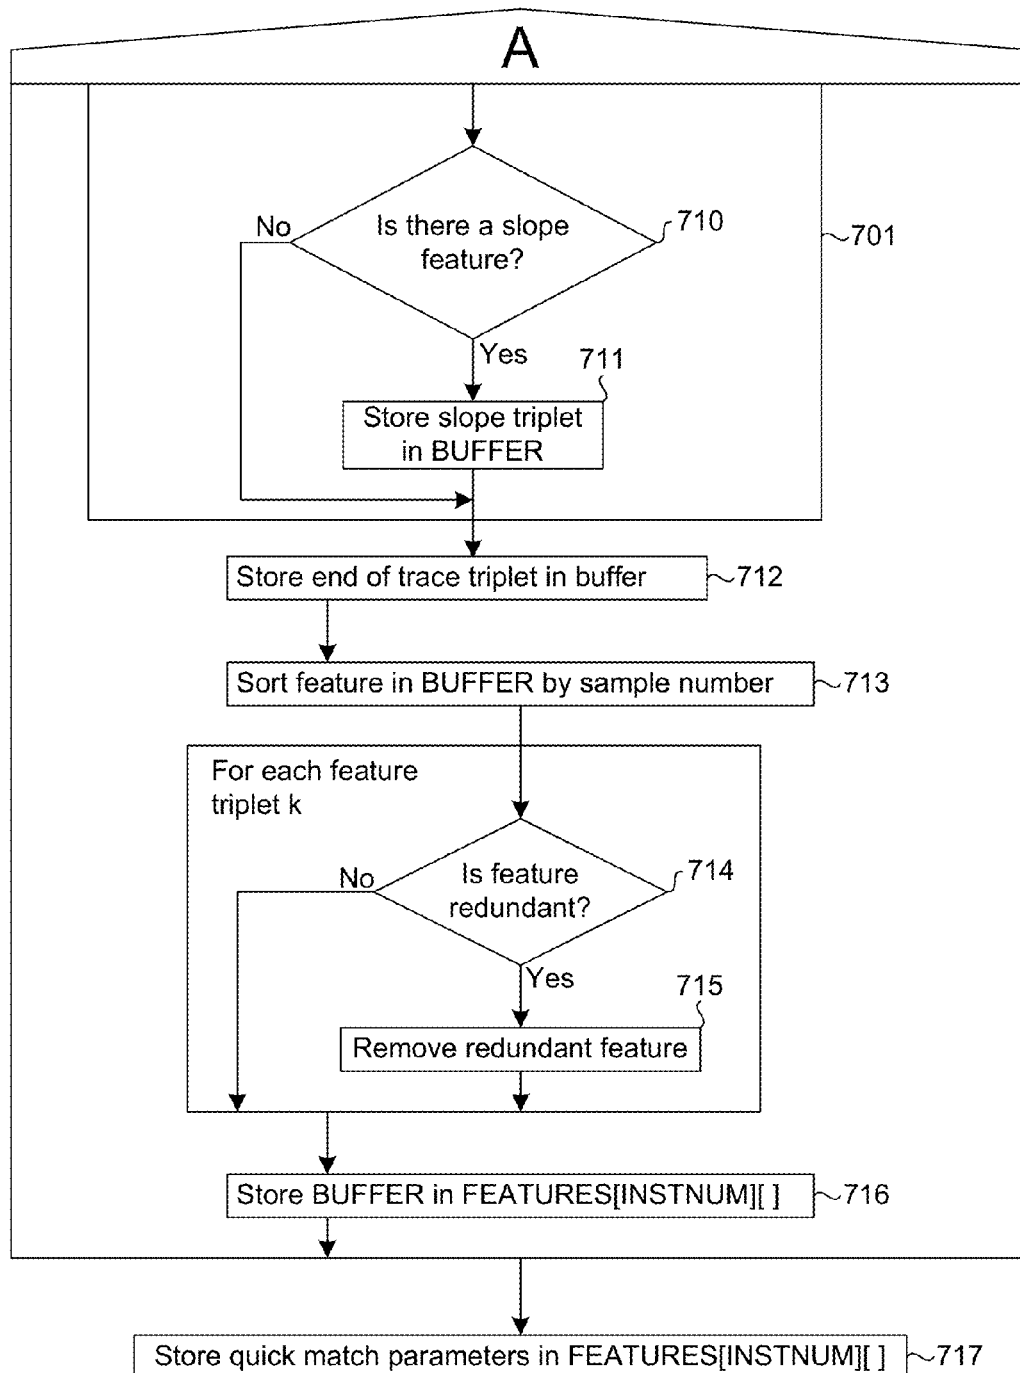 A
No
Is there a slope
feature?
710
701
Yes
711
Store slope triplet
in BUFFER
Store end of trace triplet in buffer
712
Sort feature in BUFFER by sample number
713
For each feature
triplet k
No
Is feature
redundant?
714
Yes
715
Remove redundant feature
Store BUFFER in FEATURES[INSTNUM][ ]
716
Store quick match parameters in FEATURES[INSTNUM][ ]
717